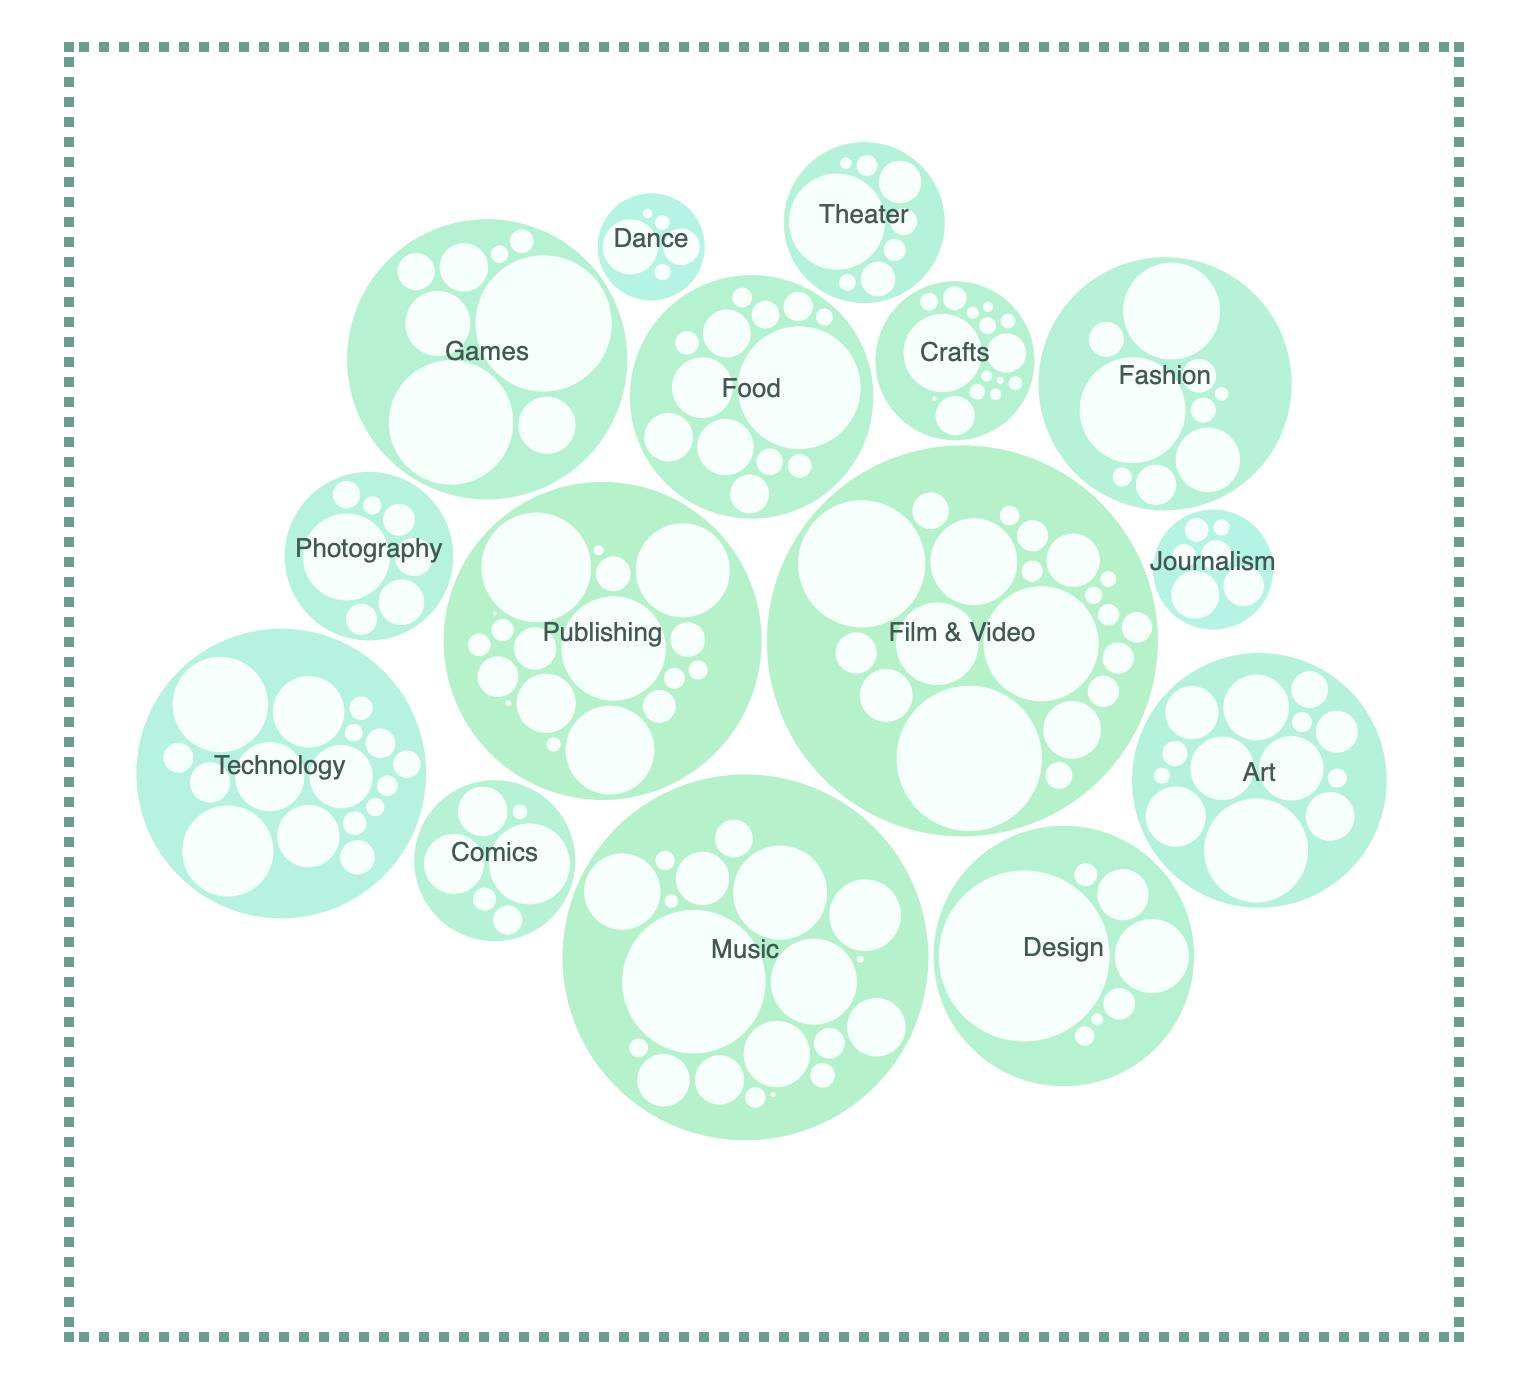 Theater
Dance
Games
Crafts
Fashion
Food
Photography
Journalism
Publishing
Film & Video
Technology
Art
Comics
Music
Design